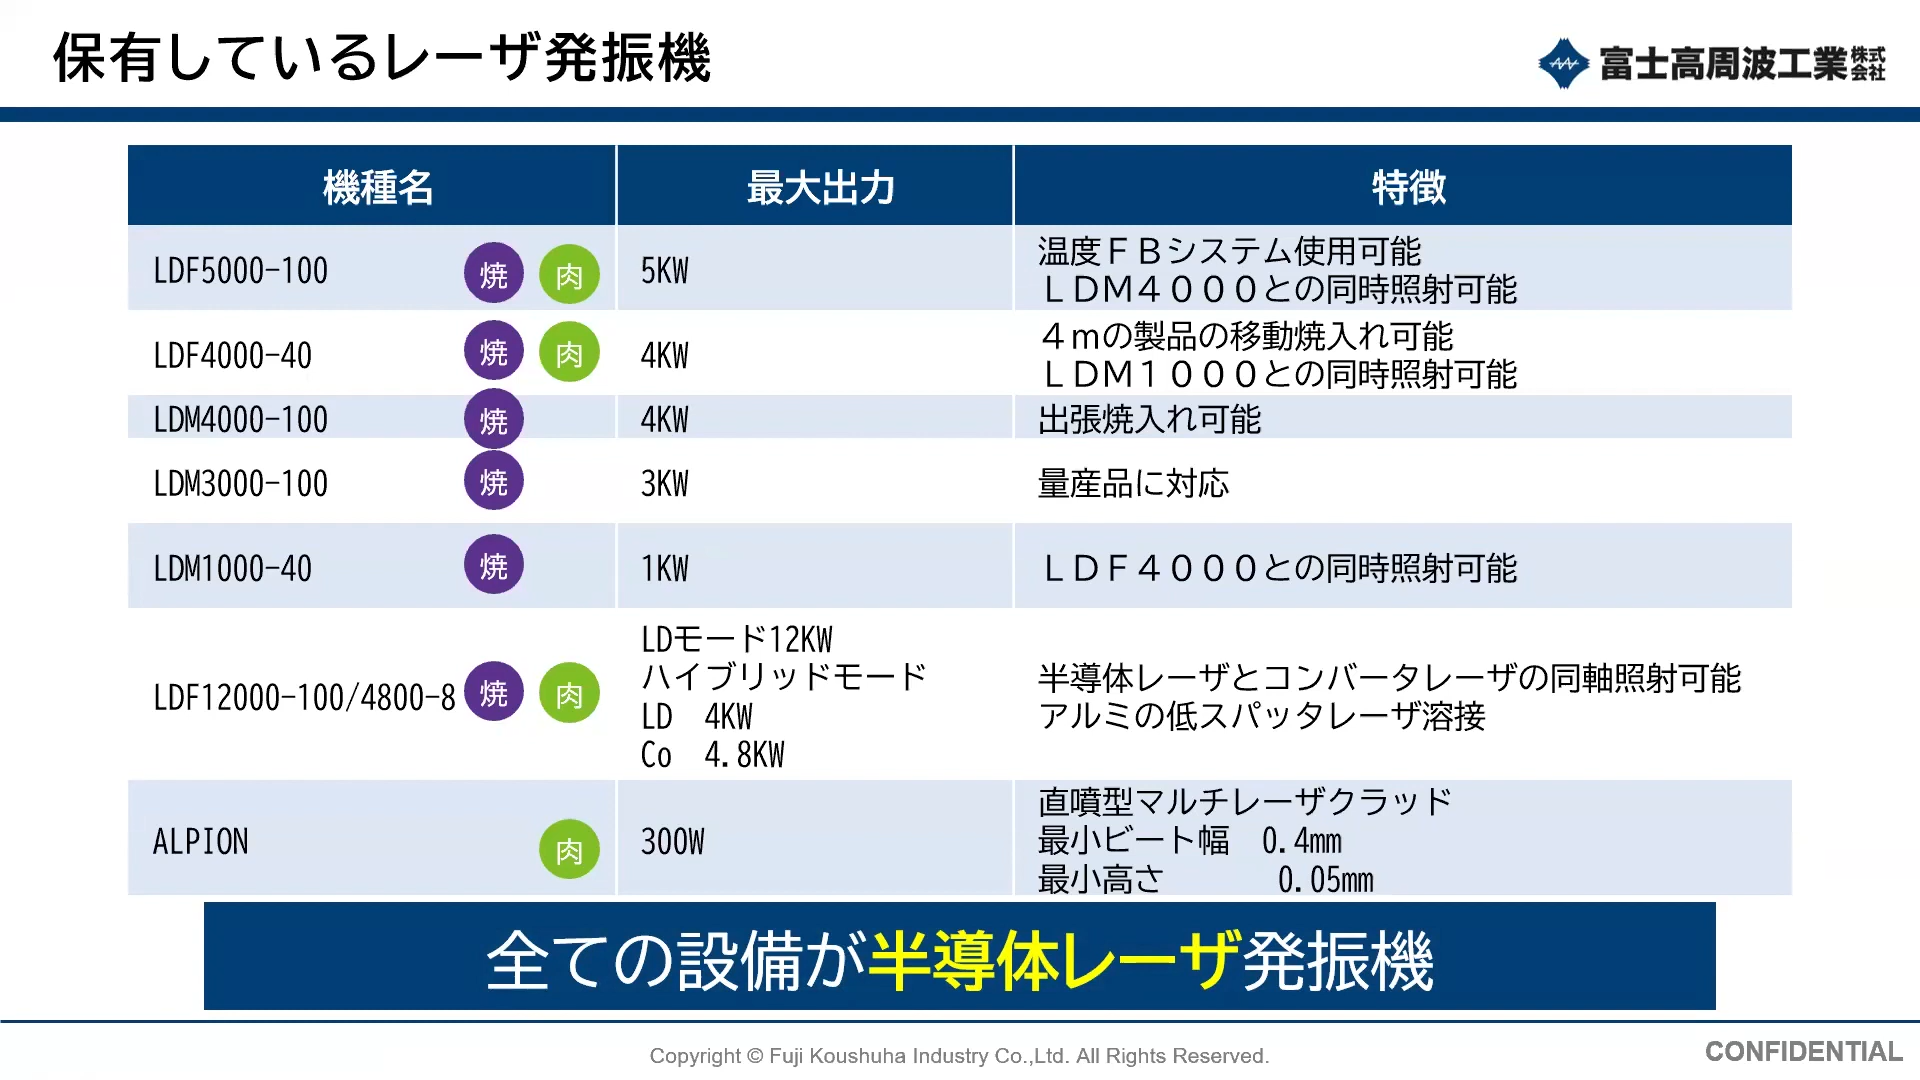 保有しているレーザ発振機
富士高周波工業株式会社
機種名 最大出力 特徴
LDF5000-100 焼 肉 5KW 温度ＦＢシステム使用可能
ＬＤＭ４０００との同時照射可能
LDF4000-40 焼 肉 4KW ４ｍの製品の移動焼入れ可能
ＬＤＭ１０００との同時照射可能
LDM4000-100 焼 4KW 出張焼入れ可能
LDM3000-100 焼 3KW 量産品に対応
LDM1000-40 焼 1KW ＬＤＦ４０００との同時照射可能
LDF12000-100/4800-8 焼 肉
LDモード12KW
ハイブリッドモード
LD　4KW
Co　4.8KW
半導体レーザとコンバータレーザの同軸照射可能
アルミの低スパッタレーザ溶接
ALPION 肉 300W
直噴型マルチレーザクラッド
最小ビート幅　0.4mm
最小高さ　　　 0.05mm
全ての設備が半導体レーザ発振機
Copyright © Fuji Koushuha Industry Co.,Ltd. All Rights Reserved.
CONFIDENTIAL